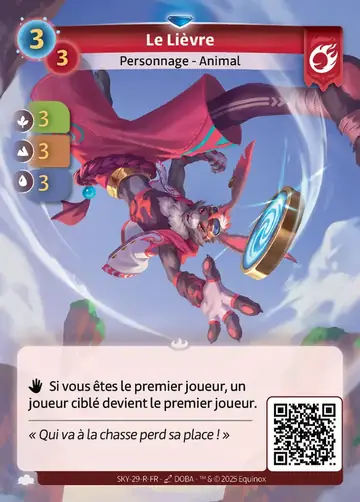 3
Le Lièvre
3
Personnage - Animal
3
3
3
Si vous êtes le premier joueur, un
joueur ciblé devient le premier joueur.
« Qui va à la chasse perd sa place ! »
SKY-29-R-FR - DOBA - ™ & © 2025 Equinox